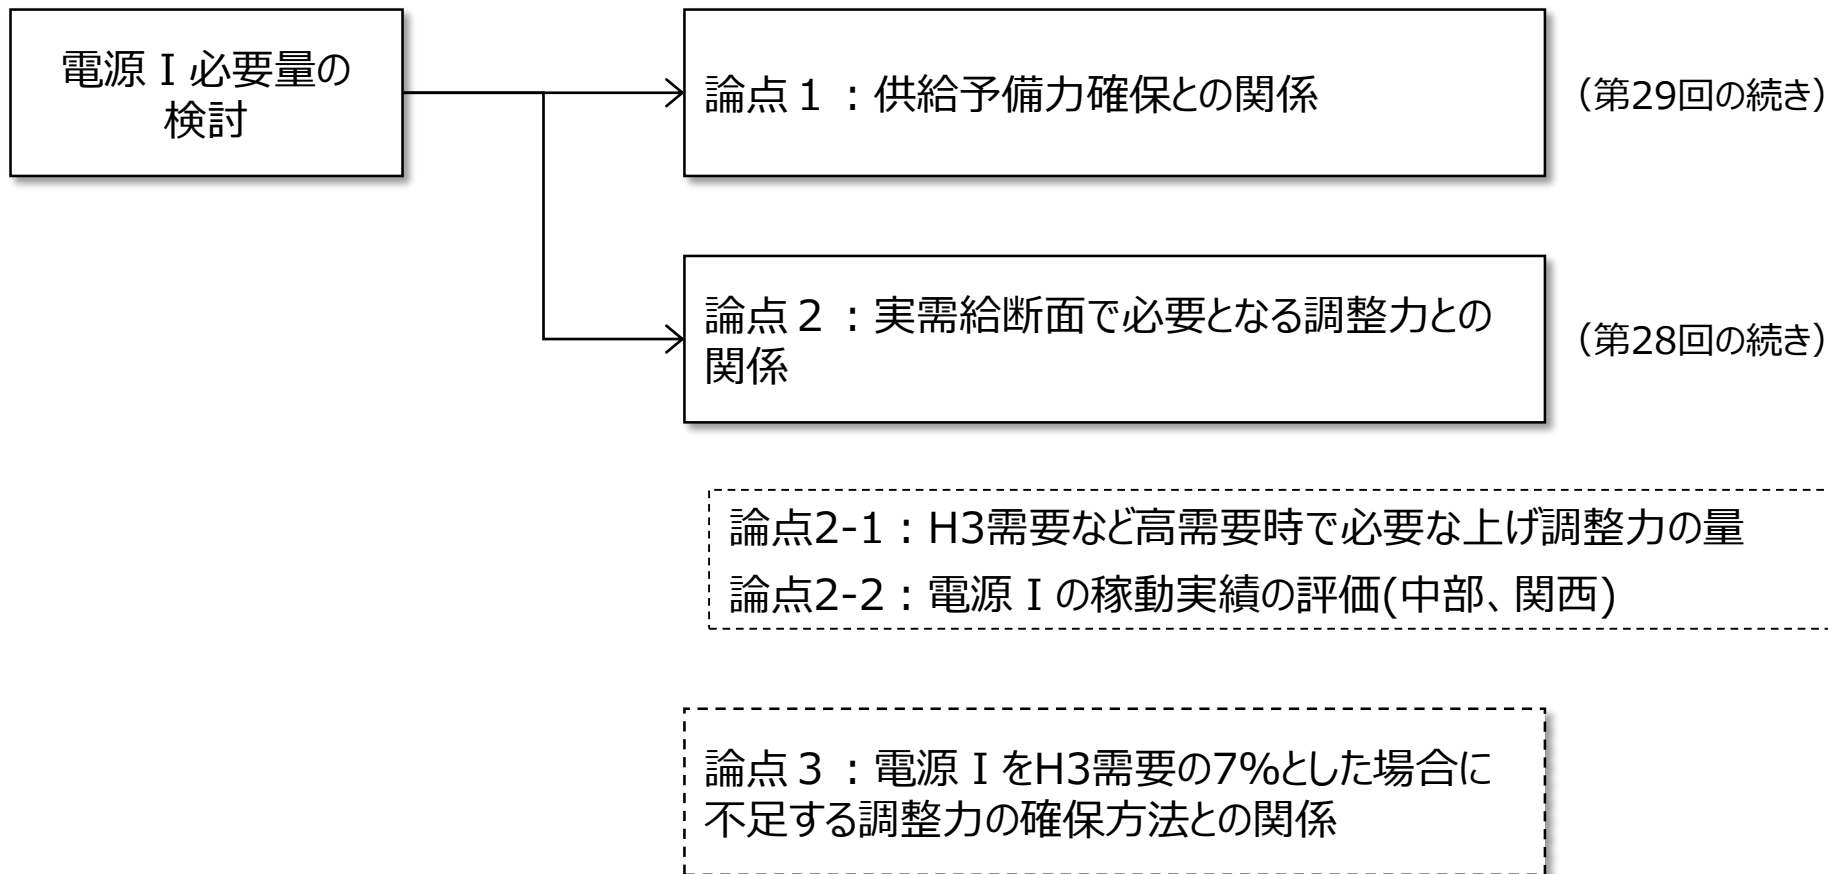 電源Ⅰ必要量の
検討
論点１：供給予備力確保との関係
（第29回の続き）
論点２：実需給断面で必要となる調整力との
関係
（第28回の続き）
論点2-1：H3需要など高需要時で必要な上げ調整力の量
論点2-2：電源Ⅰの稼動実績の評価(中部、関西)
論点３：電源ⅠをH3需要の7%とした場合に
不足する調整力の確保方法との関係